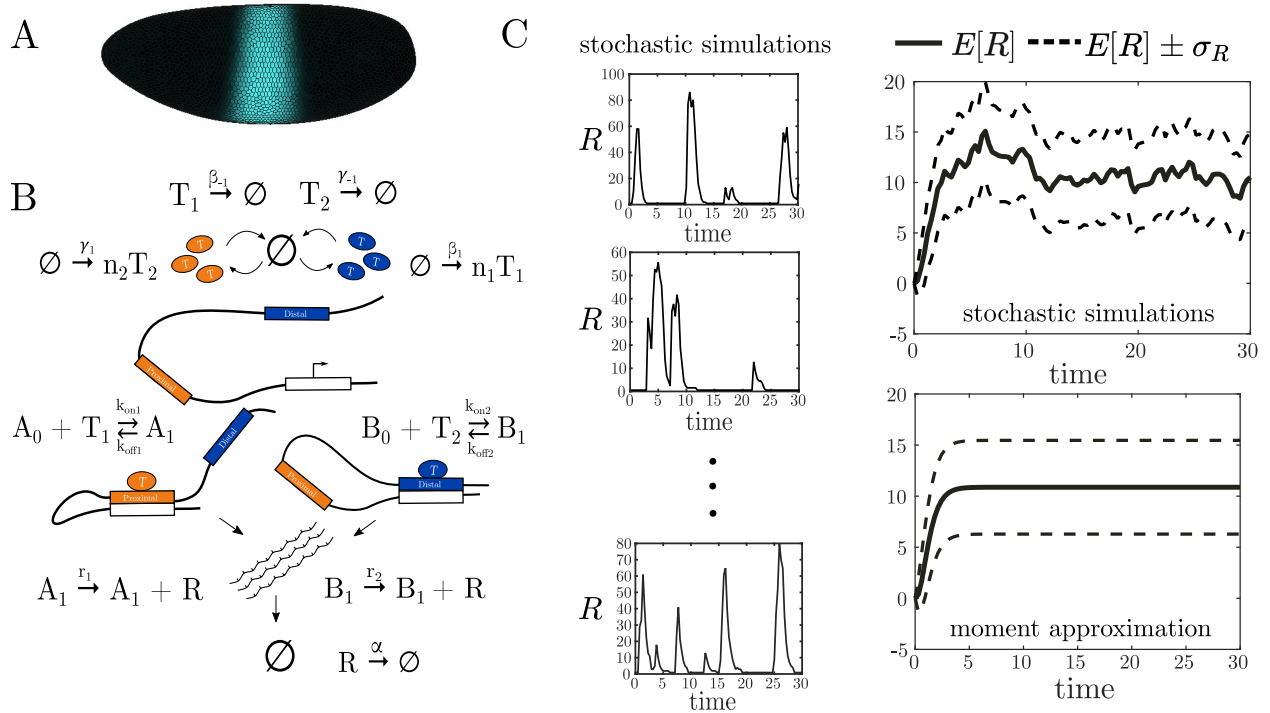 A
B
T₁ β₋₁→ ∅ T₂ γ₋₁→ ∅
∅ γ₁→ n₂T₂ T T T ∅ T T T ∅ β₁→ n₁T₁
Distal
Proximal
A₀ + T₁ kon1 ⇄ koff1 A₁
Distal
B₀ + T₂ kon2 ⇄ koff2 B₁
T
Proximal
Proximal
T
Distal
A₁ r₁→ A₁ + R
B₁ r₂→ B₁ + R
∅ R α→ ∅
C
stochastic simulations
100
80
60
40
20
0
R
0 5 10 15 20 25 30
time
60
50
40
30
20
10
0
R
0 5 10 15 20 25 30
time
80
70
60
50
40
30
20
10
0
R
0 5 10 15 20 25 30
time
E[R] E[R] ± σ_R
20
15
10
5
0
-5
stochastic simulations
0 10 20 30
time
20
15
10
5
0
-5
moment approximation
0 5 10 15 20 25 30
time